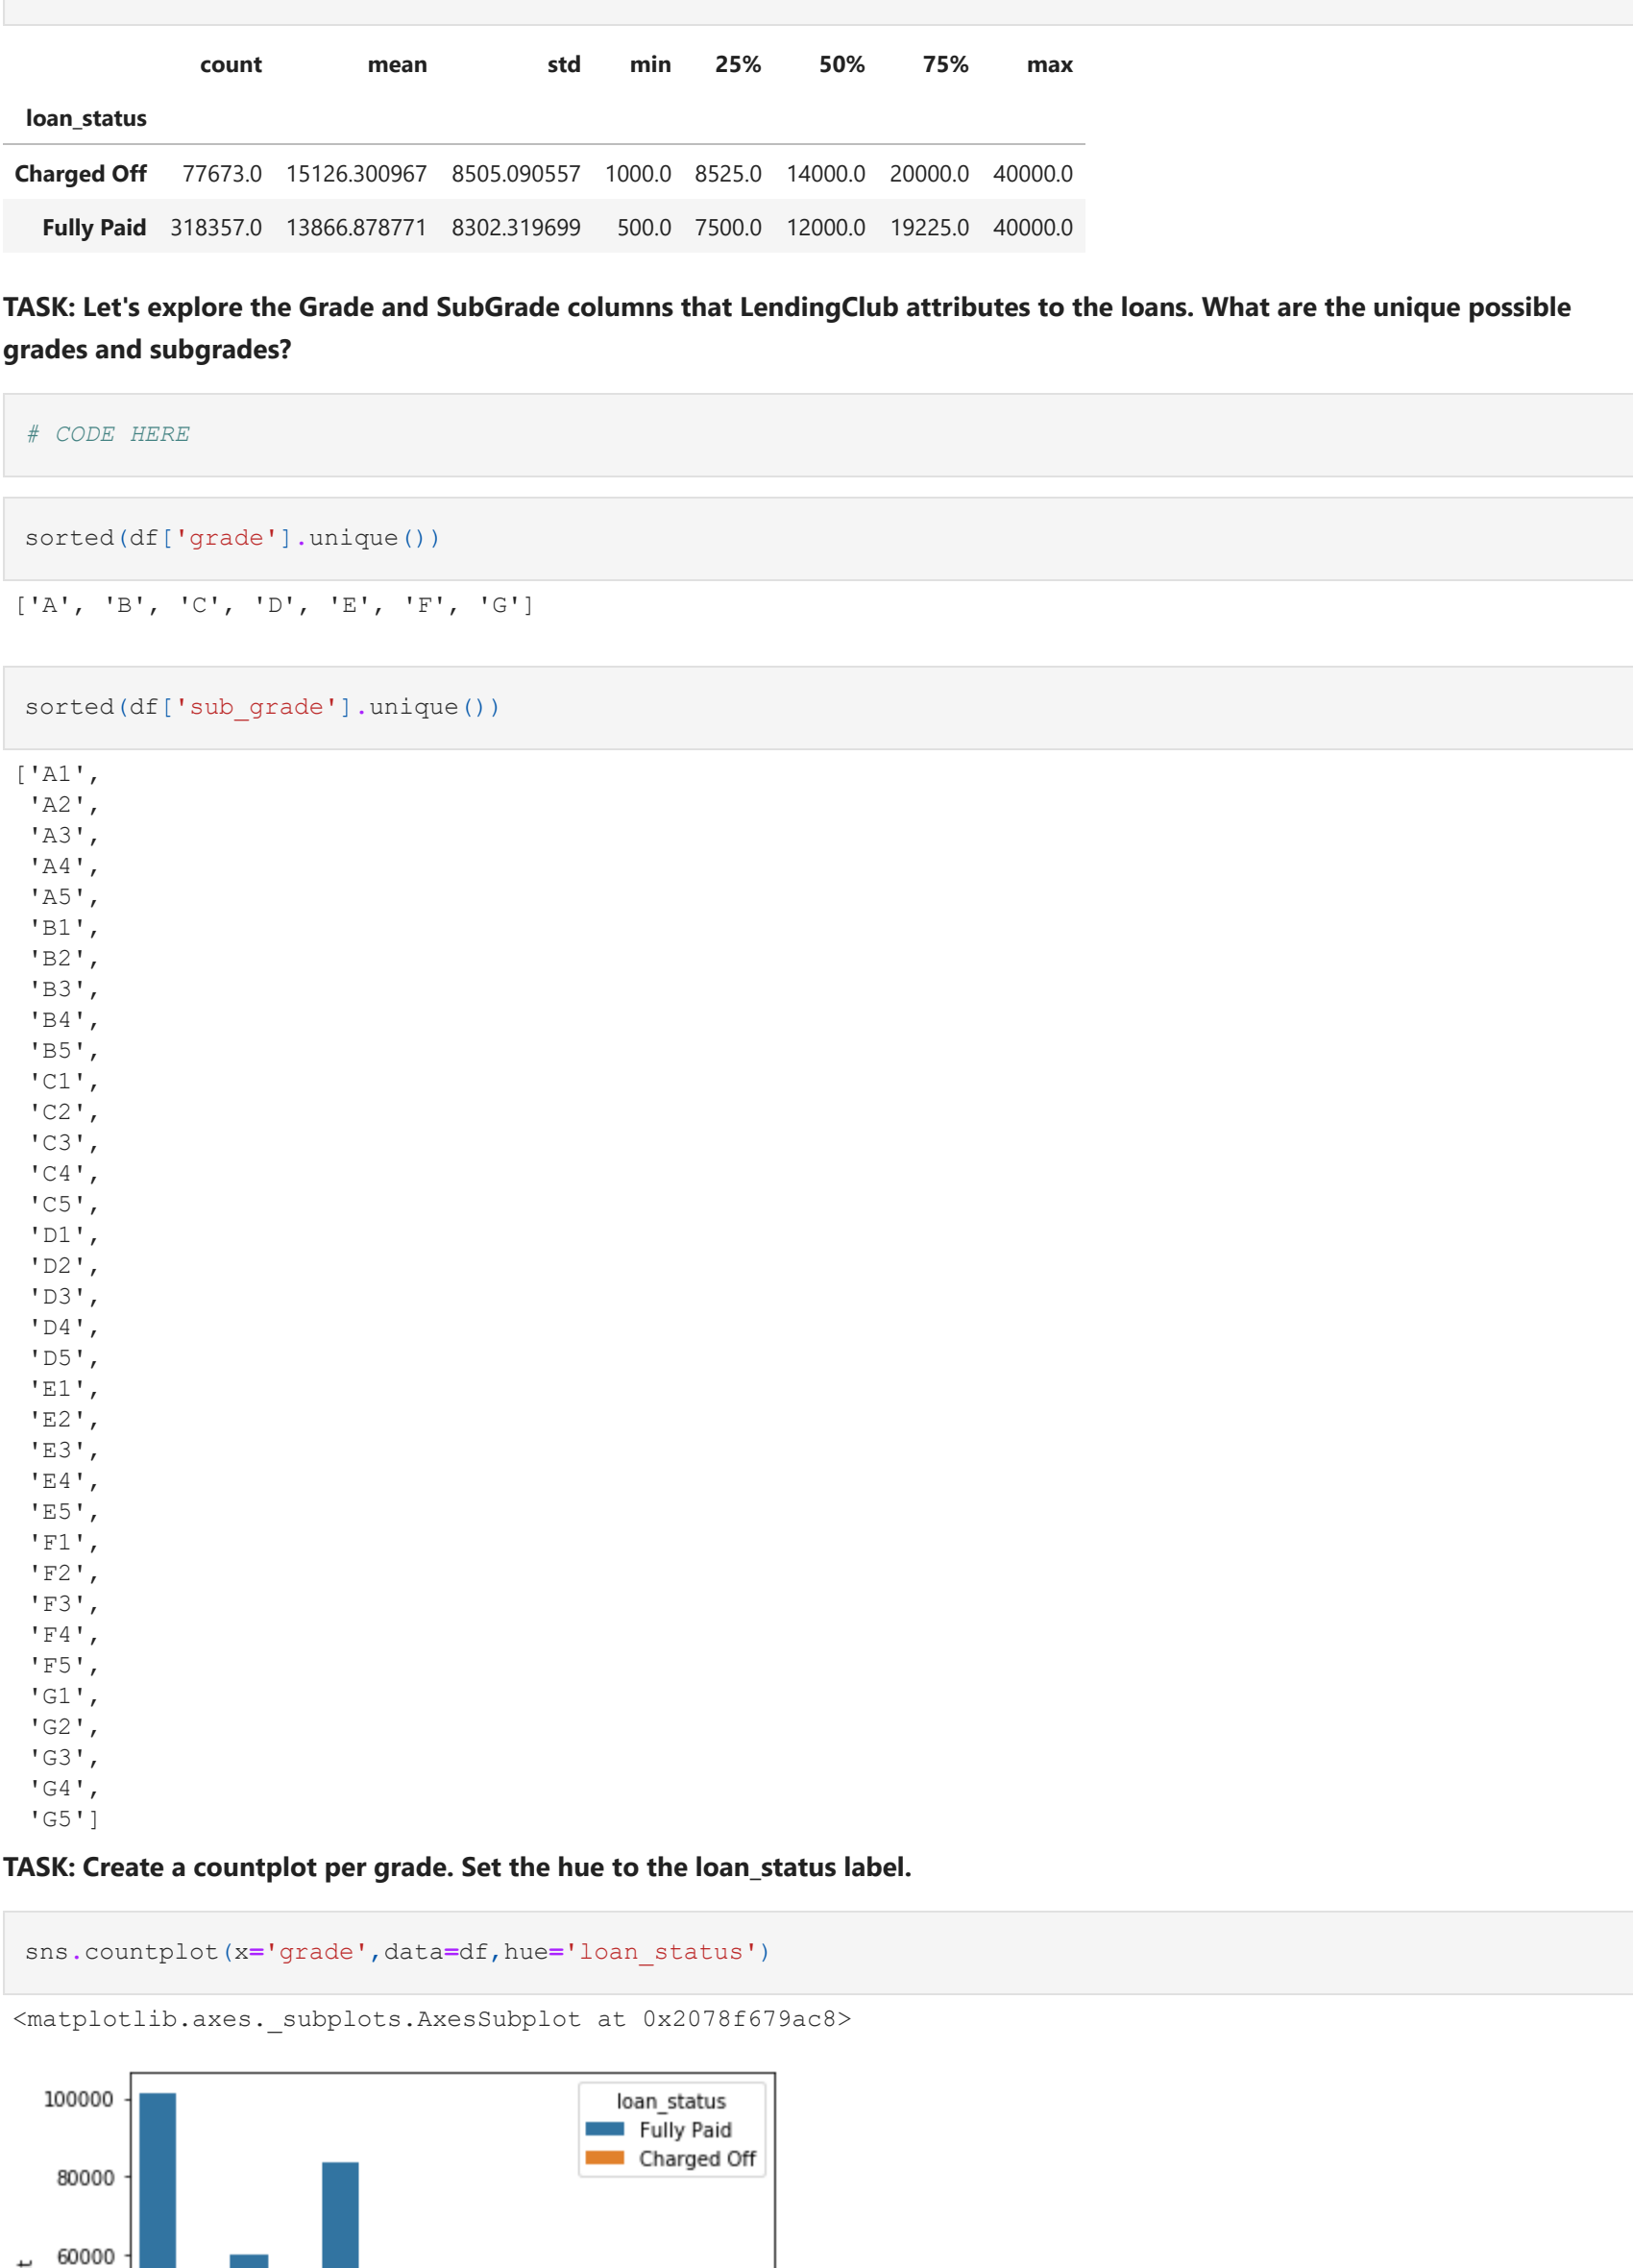 count mean std min 25% 50% 75% max
loan_status
Charged Off 77673.0 15126.300967 8505.090557 1000.0 8525.0 14000.0 20000.0 40000.0
Fully Paid 318357.0 13866.878771 8302.319699 500.0 7500.0 12000.0 19225.0 40000.0
TASK: Let's explore the Grade and SubGrade columns that LendingClub attributes to the loans. What are the unique possible
grades and subgrades?
# CODE HERE
sorted(df['grade'].unique())
['A', 'B', 'C', 'D', 'E', 'F', 'G']
sorted(df['sub_grade'].unique())
['A1',
'A2',
'A3',
'A4',
'A5',
'B1',
'B2',
'B3',
'B4',
'B5',
'C1',
'C2',
'C3',
'C4',
'C5',
'D1',
'D2',
'D3',
'D4',
'D5',
'E1',
'E2',
'E3',
'E4',
'E5',
'F1',
'F2',
'F3',
'F4',
'F5',
'G1',
'G2',
'G3',
'G4',
'G5']
TASK: Create a countplot per grade. Set the hue to the loan_status label.
sns.countplot(x='grade',data=df,hue='loan_status')
<matplotlib.axes._subplots.AxesSubplot at 0x2078f679ac8>
loan_status
Fully Paid
Charged Off
100000
80000
60000